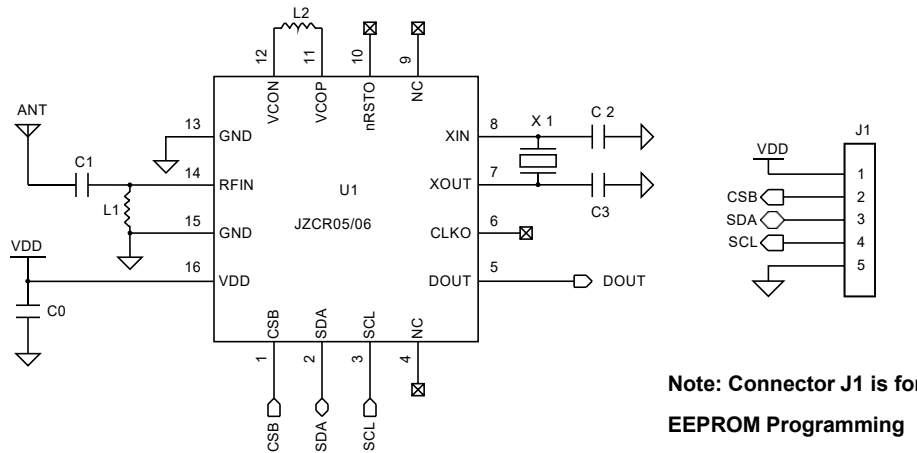 L2
12
11
10
9
VCON
VCOP
nRSTO
NC
ANT
13
GND
XIN
8
X 1
C 2
J1
C1
14
RFIN
U1
XOUT
7
VDD
1
L1
JZCR05/06
C3
CSB
2
15
GND
CLKO
6
SDA
3
SCL
4
VDD
16
VDD
DOUT
5
DOUT
5
C0
CSB
SDA
SCL
NC
1
2
3
4
CSB
SDA
SCL
Note: Connector J1 is for
EEPROM Programming